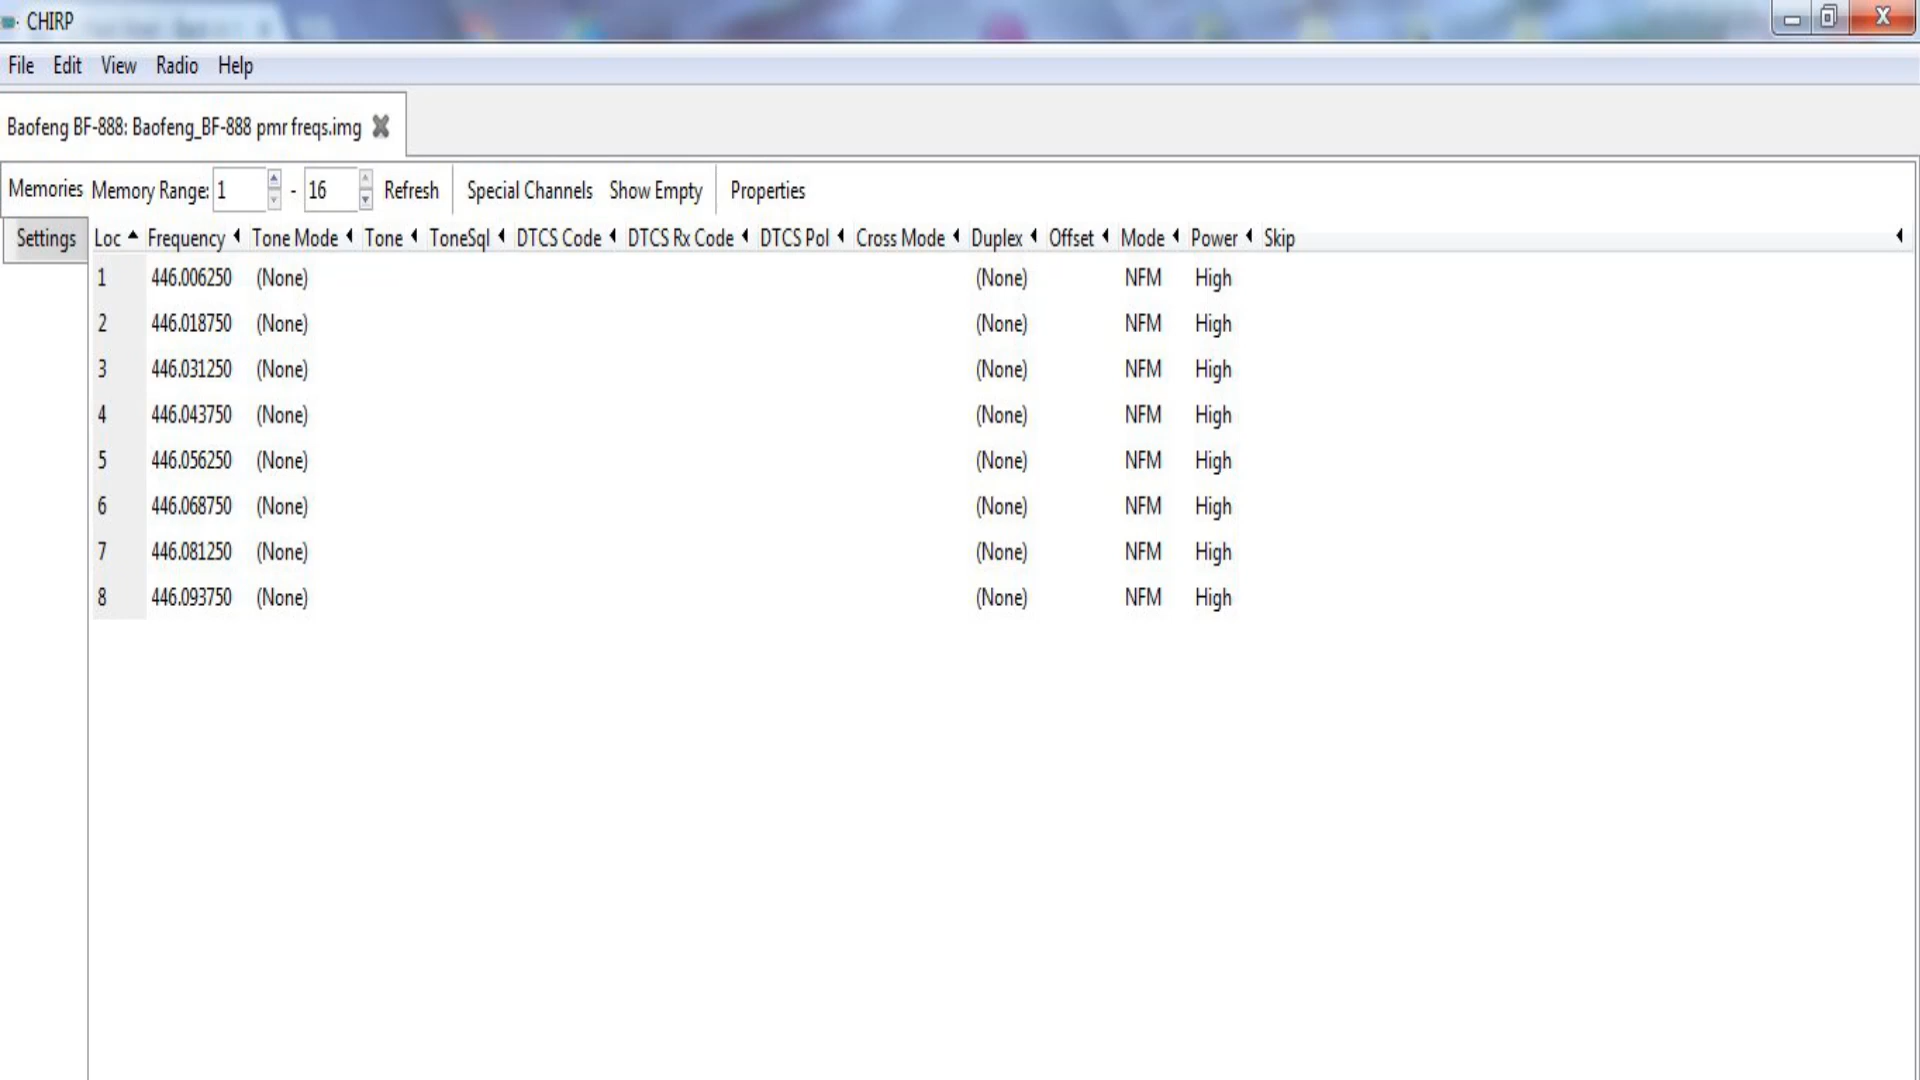 CHIRP
File Edit View Radio Help
Baofeng BF-888: Baofeng_BF-888 pmr freqs.img
Memories Memory Range: 1 - 16 Refresh Special Channels Show Empty Properties
Settings Loc Frequency Tone Mode Tone ToneSql DTCS Code DTCS Rx Code DTCS Pol Cross Mode Duplex Offset Mode Power Skip
1 446.006250 (None) (None) NFM High
2 446.018750 (None) (None) NFM High
3 446.031250 (None) (None) NFM High
4 446.043750 (None) (None) NFM High
5 446.056250 (None) (None) NFM High
6 446.068750 (None) (None) NFM High
7 446.081250 (None) (None) NFM High
8 446.093750 (None) (None) NFM High